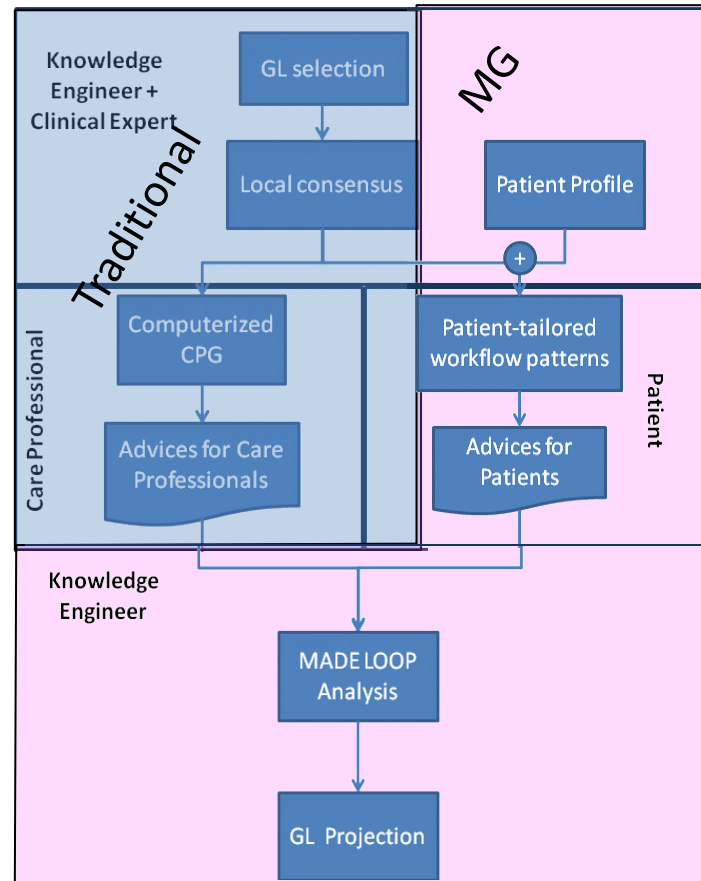 Knowledge
Engineer +
Clinical Expert
GL selection
MG
Traditional
Local consensus
Patient Profile
+
Care Professional
Computerized
CPG
Patient-tailored
workflow patterns
Patient
Advices for Care
Professionals
Advices for
Patients
Knowledge
Engineer
MADE LOOP
Analysis
GL Projection